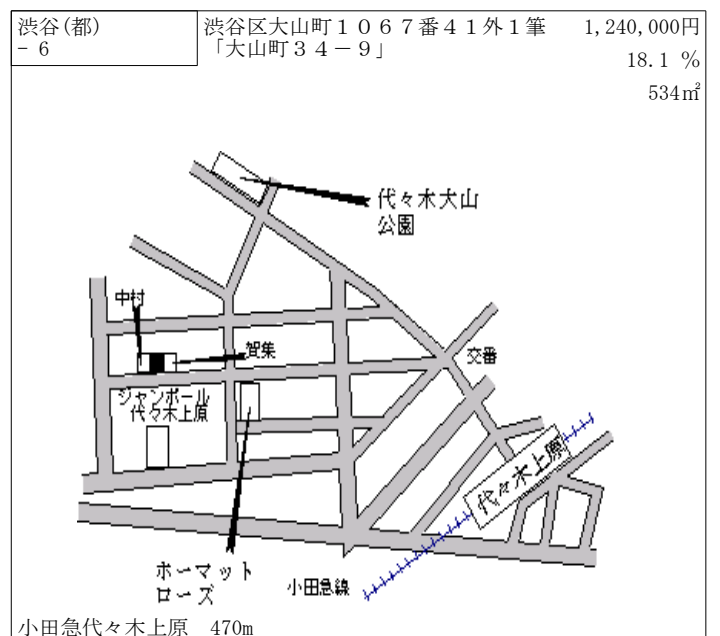 渋谷(都)
- 6
渋谷区大山町１０６７番４１外１筆
「大山町３４－９」
1,240,000円
18.1 %
534㎡
代々木大山
公園
中村
賀集
交番
ジャンボール
代々木上原
代々木上原
ホーマット
ローズ
小田急線
小田急代々木上原　470m